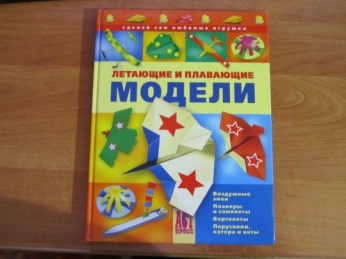 сделай сам любимые игрушки
ЛЕТАЮЩИЕ И ПЛАВАЮЩИЕ
МОДЕЛИ
Воздушные
змеи
Планеры
и самолеты
Вертолеты
Парусники,
катера и яхты
АСТ
ПРЕСС